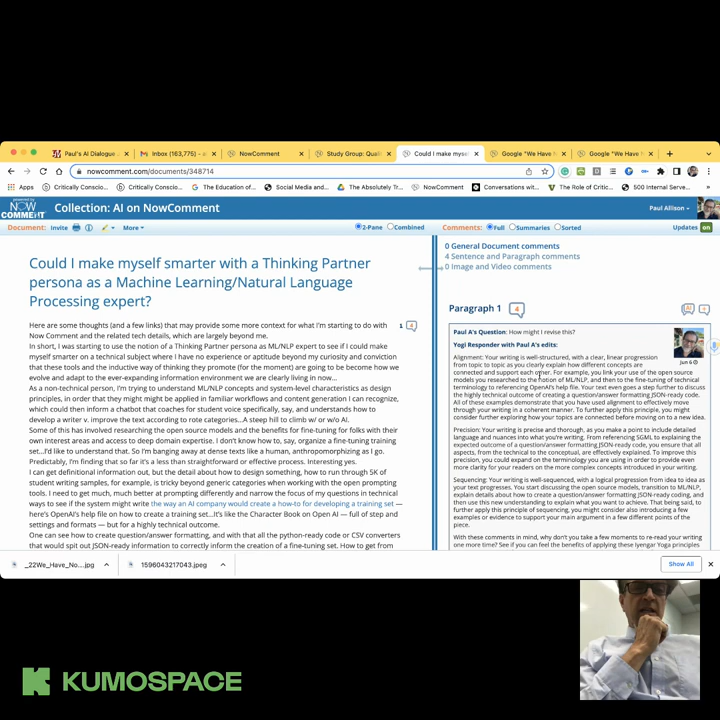 Paul's AI Dialogue
Inbox (163,775)
NowComment
Study Group: Quali
Could I make myse
Google "We Have N
Google "We Have N
nowcomment.com/documents/348714
Apps
Critically Conscio...
Critically Conscio...
The Education of...
Social Media and...
The Absolutely Tr...
NowComment
Conversations wit...
The Role of Critic...
500 Internal Serve...
powered by
NOW
COMMENT
Collection: AI on NowComment
Paul Allison
Document: Invite
More
2-Pane
Combined
Comments: Full
Summaries
Sorted
Updates on
Could I make myself smarter with a Thinking Partner
persona as a Machine Learning/Natural Language
Processing expert?
Here are some thoughts (and a few links) that may provide some more context for what I'm starting to do with
Now Comment and the related tech details, which are largely beyond me.
In short, I was starting to use the notion of a Thinking Partner persona as ML/NLP expert to see if I could make
myself smarter on a technical subject where I have no experience or aptitude beyond my curiosity and conviction
that these tools and the inductive way of thinking they promote (for the moment) are going to become how we
evolve and adapt to the ever-expanding information environment we are clearly living in now...
As a non-technical person, I'm trying to understand ML/NLP concepts and system-level characteristics as design
principles, in order that they might might be applied in familiar workflows and content generation I can recognize,
which could then inform a chatbot that coaches for student voice specifically, say, and understands how to
develop a writer v. improve the text according to rote categories...A steep hill to climb w/ or w/o AI.
Some of this has involved researching the open source models and the benefits for fine-tuning for folks with their
own interest areas and access to deep domain expertise. I don't know how to, say, organize a fine-tuning training
set...I'd like to understand that. So I'm banging away at dense texts like a human, anthropomorphizing as I go.
Predictably, I'm finding that so far it's a less than straightforward or effective process. Interesting yes.
I can get definitional information out, but the detail about how to design something, how to run through 5K of
student writing samples, for example, is tricky beyond generic categories when working with the open prompting
tools. I need to get much, much better at prompting differently and narrow the focus of my questions in technical
ways to see if the system might write the way an AI company would create a how-to for developing a training set —
here's OpenAI's help file on how to create a training set...It's like the Character Book on Open AI — full of step and
settings and formats — but for a highly technical outcome.
One can see how to create question/answer formatting, and with that all the python-ready code or CSV converters
that would spit out JSON-ready information to correctly inform the creation of a fine-tuning set. How to get from
1 4
0 General Document comments
4 Sentence and Paragraph comments
0 Image and Video comments
Paragraph 1 4
Paul A's Question: How might I revise this?
Yogi Responder with Paul A's edits:
Jun 6
Alignment: Your writing is well-structured, with a clear, linear progression
from topic to topic as you clearly explain how different concepts are
connected and support each other. For example, you link your use of the open source
models you researched to the notion of ML/NLP, and then to the fine-tuning of technical
terminology to referencing OpenAI's help file. Your text even goes a step further to discuss
the highly technical outcome of creating a question/answer formatting JSON-ready code.
All of these examples demonstrate that you have used alignment to effectively move
through your writing in a coherent manner. To further apply this principle, you might
consider further exploring how your topics are connected before moving on to a new idea.
Precision: Your writing is precise and thorough, as you make a point to include detailed
language and nuances into what you're writing. From referencing SGML to explaining the
expected outcome of question/answer formatted JSON-ready code, you ensure that all
aspects, from the technical to the conceptual, are effectively explained. To improve this
precision, you could expand on the terminology you are using in order to provide even
more clarity for your readers on the more complex concepts introduced in your writing.
Sequencing: Your writing is well-sequenced, with a logical progression from idea to idea
as your text progresses. You start discussing the open source models, transition to ML/NLP,
explain details about how to create a question/answer formatted JSON-ready coding, and
then use this new understanding to explain what you want to achieve. That being said, to
further apply this principle of sequencing, you might also consider introducing a few
examples or evidence to support your main argument in a few different points of the
piece.
With these comments in mind, why don't you take a few moments to re-read your writing
one more time? See if you can feel the benefits of applying these Iyengar Yoga principles
_22We_Have_No....jpg
1596043217043.jpeg
Show All
KUMOSPACE